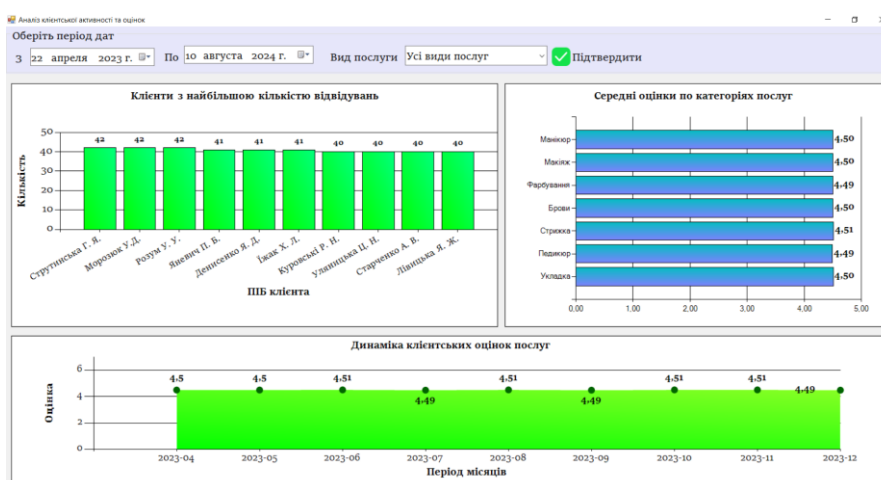 Аналіз клієнтської активності та оцінок
Оберіть період дат
З 22 апреля 2023 г. По 10 августа 2024 г. Вид послуги Усі види послуг Підтвердити
Клієнти з найбільшою кількістю відвідувань
Кількість
50
40
30
20
10
0
42 42 42 41 41 41 40 40 40 40
Струтинська Г. Я.
Морозюк У.Д.
Розум У. У.
Яневич П. Б.
Денисенко Я. Д.
Їжак Х. Л.
Куровські Р. Н.
Уляницька Ц. Н.
Старченко А. В.
Лівицька Я. Ж.
ПІБ клієнта
Середні оцінки по категоріях послуг
Манікюр 4,50
Макіяж 4,50
Фарбування 4,49
Брови 4,50
Стрижка 4,51
Педикюр 4,49
Укладка 4,50
0.00 1.00 2.00 3.00 4.00 5.00
Динаміка клієнтських оцінок послуг
Оцінка
6
4
2
0
4,5 4,5 4,51 4,49 4,51 4,49 4,51 4,51 4,49
2023-04 2023-05 2023-06 2023-07 2023-08 2023-09 2023-10 2023-11 2023-12
Період місяців